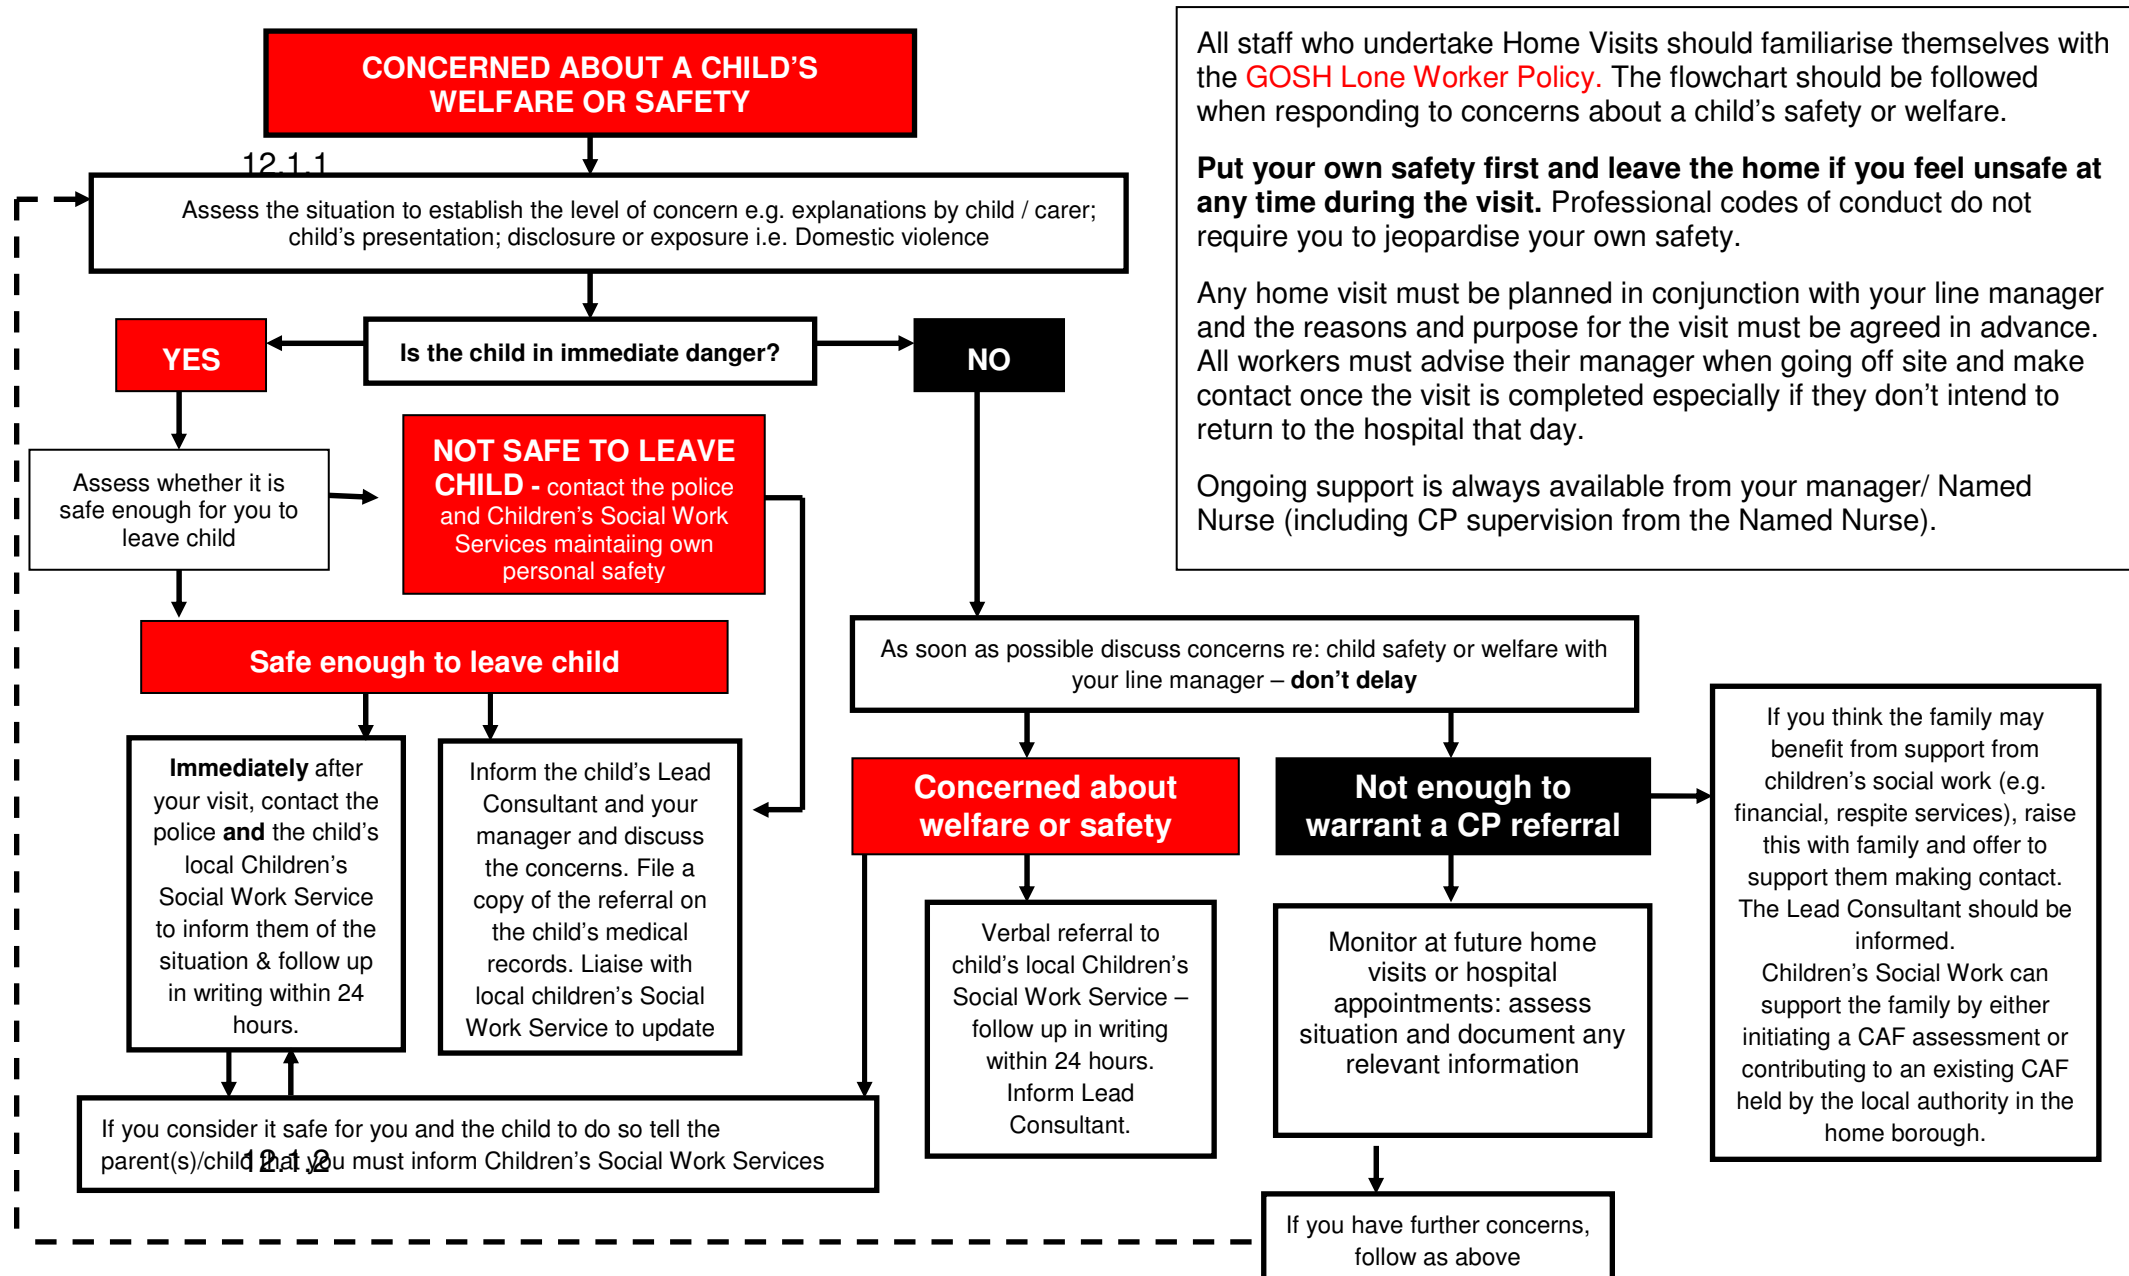 CONCERNED ABOUT A CHILD'S
WELFARE OR SAFETY
12.1.1
Assess the situation to establish the level of concern e.g. explanations by child / carer;
child's presentation; disclosure or exposure i.e. Domestic violence
YES
Is the child in immediate danger?
NO
Assess whether it is
safe enough for you to
leave child
NOT SAFE TO LEAVE
CHILD - contact the police
and Children's Social Work
Services maintaiing own
personal safety
Safe enough to leave child
Immediately after
your visit, contact the
police and the child's
local Children's
Social Work Service
to inform them of the
situation & follow up
in writing within 24
hours.
Inform the child's Lead
Consultant and your
manager and discuss
the concerns. File a
copy of the referral on
the child's medical
records. Liaise with
local children's Social
Work Service to update
If you consider it safe for you and the child to do so tell the
parent(s)/child that you must inform Children's Social Work Services
12.1.2
As soon as possible discuss concerns re: child safety or welfare with
your line manager – don't delay
Concerned about
welfare or safety
Verbal referral to
child's local Children's
Social Work Service –
follow up in writing
within 24 hours.
Inform Lead
Consultant.
Not enough to
warrant a CP referral
Monitor at future home
visits or hospital
appointments: assess
situation and document any
relevant information
If you have further concerns,
follow as above
If you think the family may
benefit from support from
children's social work (e.g.
financial, respite services), raise
this with family and offer to
support them making contact.
The Lead Consultant should be
informed.
Children's Social Work can
support the family by either
initiating a CAF assessment or
contributing to an existing CAF
held by the local authority in the
home borough.
All staff who undertake Home Visits should familiarise themselves with
the GOSH Lone Worker Policy. The flowchart should be followed
when responding to concerns about a child's safety or welfare.
Put your own safety first and leave the home if you feel unsafe at
any time during the visit. Professional codes of conduct do not
require you to jeopardise your own safety.
Any home visit must be planned in conjunction with your line manager
and the reasons and purpose for the visit must be agreed in advance.
All workers must advise their manager when going off site and make
contact once the visit is completed especially if they don't intend to
return to the hospital that day.
Ongoing support is always available from your manager/ Named
Nurse (including CP supervision from the Named Nurse).